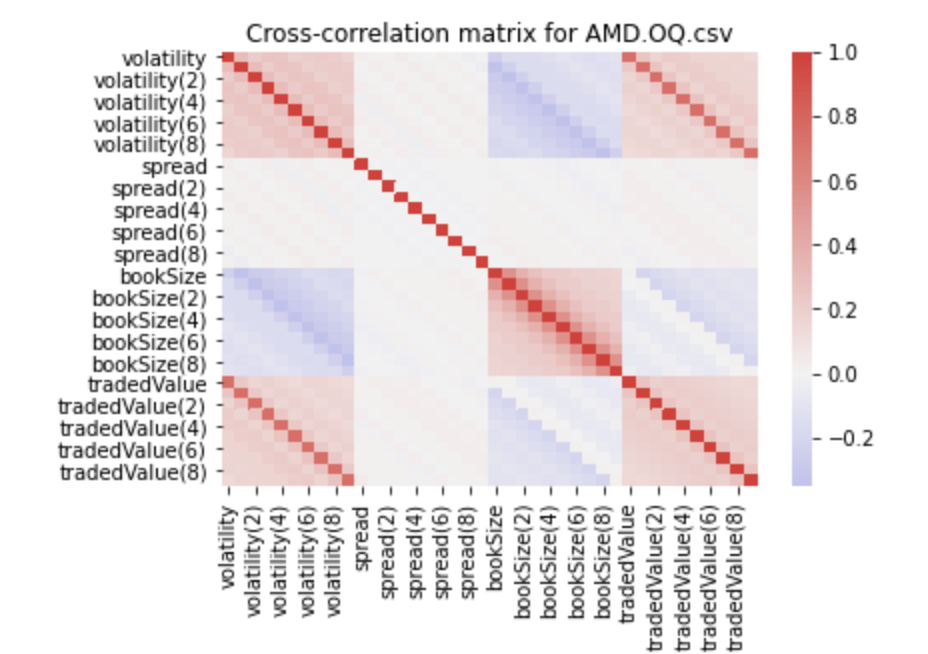 Cross-correlation matrix for AMD.OQ.csv
volatility
volatility(2)
volatility(4)
volatility(6)
volatility(8)
spread
spread(2)
spread(4)
spread(6)
spread(8)
bookSize
bookSize(2)
bookSize(4)
bookSize(6)
bookSize(8)
tradedValue
tradedValue(2)
tradedValue(4)
tradedValue(6)
tradedValue(8)
1.0
0.8
0.6
0.4
0.2
0.0
−0.2
volatility
volatility(2)
volatility(4)
volatility(6)
volatility(8)
spread
spread(2)
spread(4)
spread(6)
spread(8)
bookSize
bookSize(2)
bookSize(4)
bookSize(6)
bookSize(8)
tradedValue
tradedValue(2)
tradedValue(4)
tradedValue(6)
tradedValue(8)